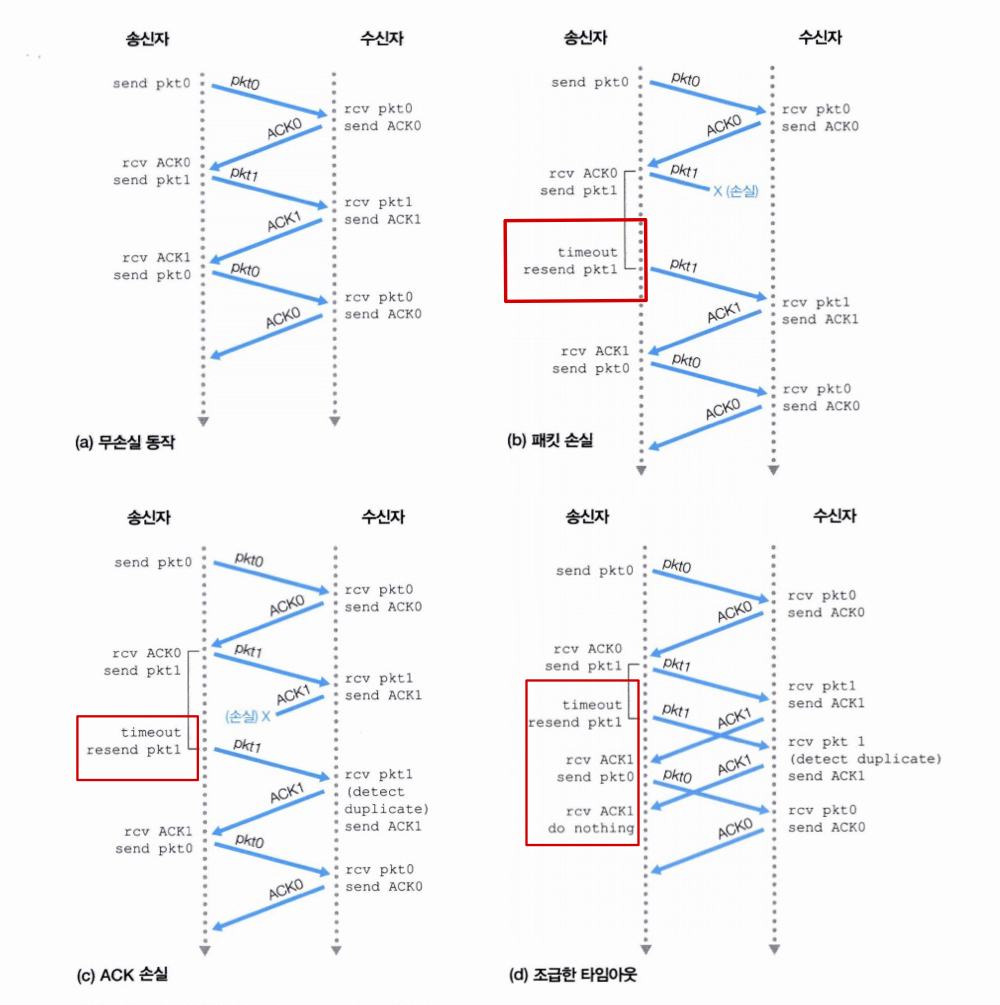 송신자
수신자
send pkt0
pkt0
rcv pkt0
send ACK0
ACK0
rcv ACK0
send pkt1
pkt1
rcv pkt1
send ACK1
ACK1
rcv ACK1
send pkt0
pkt0
rcv pkt0
send ACK0
ACK0
(a) 무손실 동작
송신자
수신자
send pkt0
pkt0
rcv pkt0
send ACK0
ACK0
rcv ACK0
send pkt1
pkt1
X (손실)
timeout
resend pkt1
pkt1
rcv pkt1
send ACK1
ACK1
rcv ACK1
send pkt0
pkt0
rcv pkt0
send ACK0
ACK0
(b) 패킷 손실
송신자
수신자
send pkt0
pkt0
rcv pkt0
send ACK0
ACK0
rcv ACK0
send pkt1
pkt1
rcv pkt1
send ACK1
ACK1
(손실) X
timeout
resend pkt1
pkt1
rcv pkt1
(detect
duplicate)
send ACK1
ACK1
rcv ACK1
send pkt0
pkt0
rcv pkt0
send ACK0
ACK0
(c) ACK 손실
송신자
수신자
send pkt0
pkt0
rcv pkt0
send ACK0
ACK0
rcv ACK0
send pkt1
pkt1
rcv pkt1
send ACK1
ACK1
timeout
resend pkt1
pkt1
rcv pkt 1
(detect duplicate)
send ACK1
ACK1
rcv ACK1
send pkt0
pkt0
rcv pkt0
send ACK0
rcv ACK1
do nothing
ACK0
(d) 조급한 타임아웃